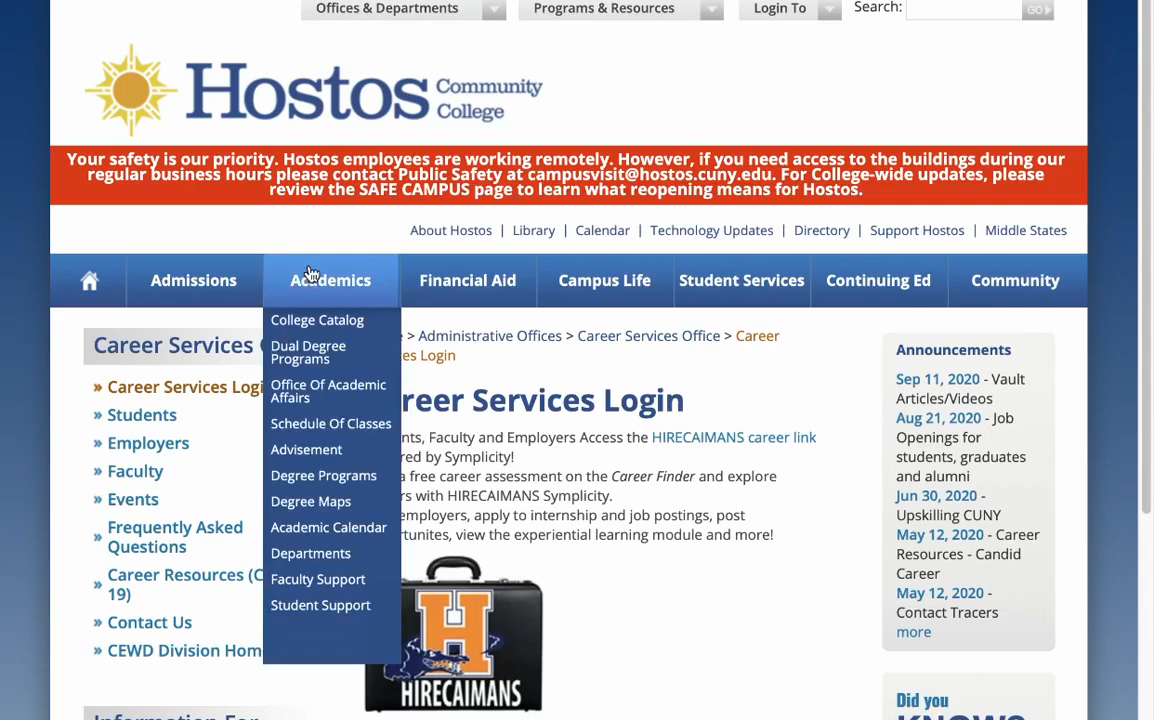 Offices & Departments
Programs & Resources
Login To
Search:
GO
Hostos Community College
Your safety is our priority. Hostos employees are working remotely. However, if you need access to the buildings during our
regular business hours please contact Public Safety at campusvisit@hostos.cuny.edu. For College-wide updates, please
review the SAFE CAMPUS page to learn what reopening means for Hostos.
About Hostos | Library | Calendar | Technology Updates | Directory | Support Hostos | Middle States
Admissions
Academics
Financial Aid
Campus Life
Student Services
Continuing Ed
Community
College Catalog
Dual Degree
Programs
Office Of Academic
Affairs
Schedule Of Classes
Advisement
Degree Programs
Degree Maps
Academic Calendar
Departments
Faculty Support
Student Support
Career Services
» Career Services Logi
» Students
» Employers
» Faculty
» Events
» Frequently Asked
Questions
» Career Resources (C
19)
» Contact Us
» CEWD Division Hom
> Administrative Offices > Career Services Office > Career
es Login
reer Services Login
nts, Faculty and Employers Access the HIRECAIMANS career link
red by Symplicity!
a free career assessment on the Career Finder and explore
rs with HIRECAIMANS Symplicity.
employers, apply to internship and job postings, post
rtunites, view the experiential learning module and more!
H
HIRECAIMANS
Announcements
Sep 11, 2020 - Vault
Articles/Videos
Aug 21, 2020 - Job
Openings for
students, graduates
and alumni
Jun 30, 2020 -
Upskilling CUNY
May 12, 2020 - Career
Resources - Candid
Career
May 12, 2020 -
Contact Tracers
more
Did you